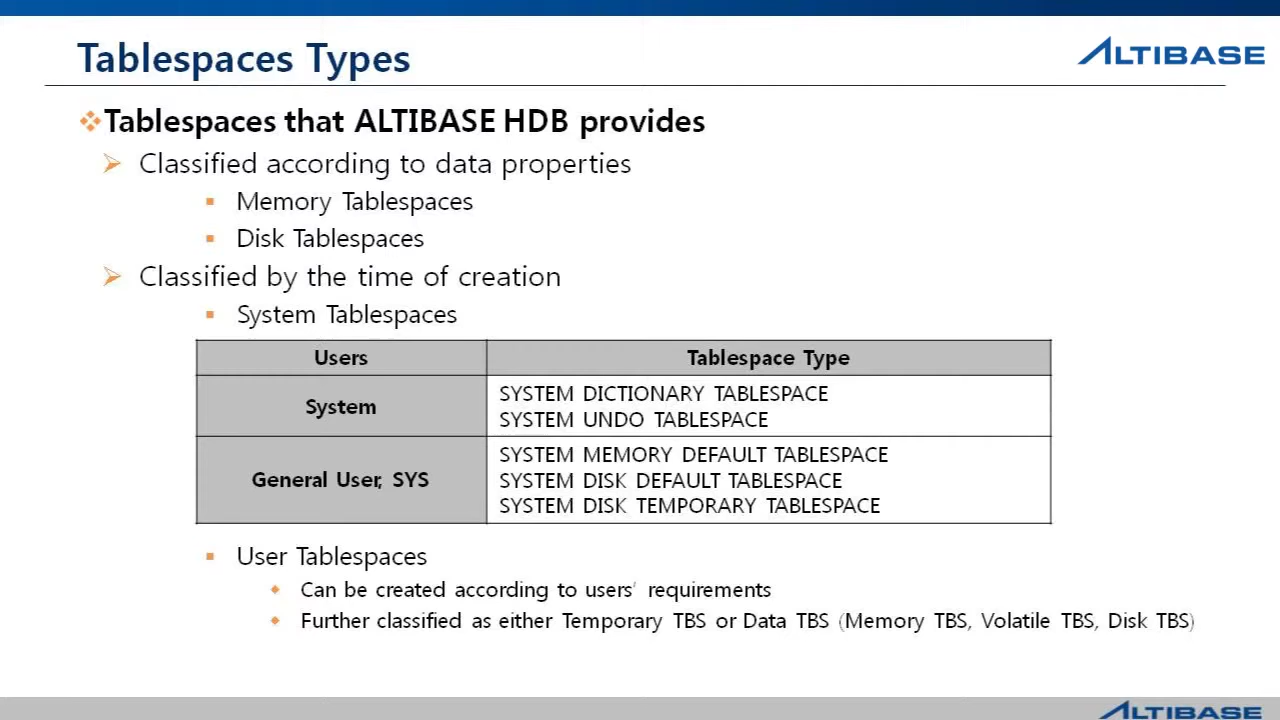 Tablespaces Types
ALTIBASE
Tablespaces that ALTIBASE HDB provides
Classified according to data properties
Memory Tablespaces
Disk Tablespaces
Classified by the time of creation
System Tablespaces
Users Tablespace Type
System
SYSTEM DICTIONARY TABLESPACE
SYSTEM UNDO TABLESPACE
General User, SYS
SYSTEM MEMORY DEFAULT TABLESPACE
SYSTEM DISK DEFAULT TABLESPACE
SYSTEM DISK TEMPORARY TABLESPACE
User Tablespaces
Can be created according to users' requirements
Further classified as either Temporary TBS or Data TBS (Memory TBS, Volatile TBS, Disk TBS)
ALTIBASE